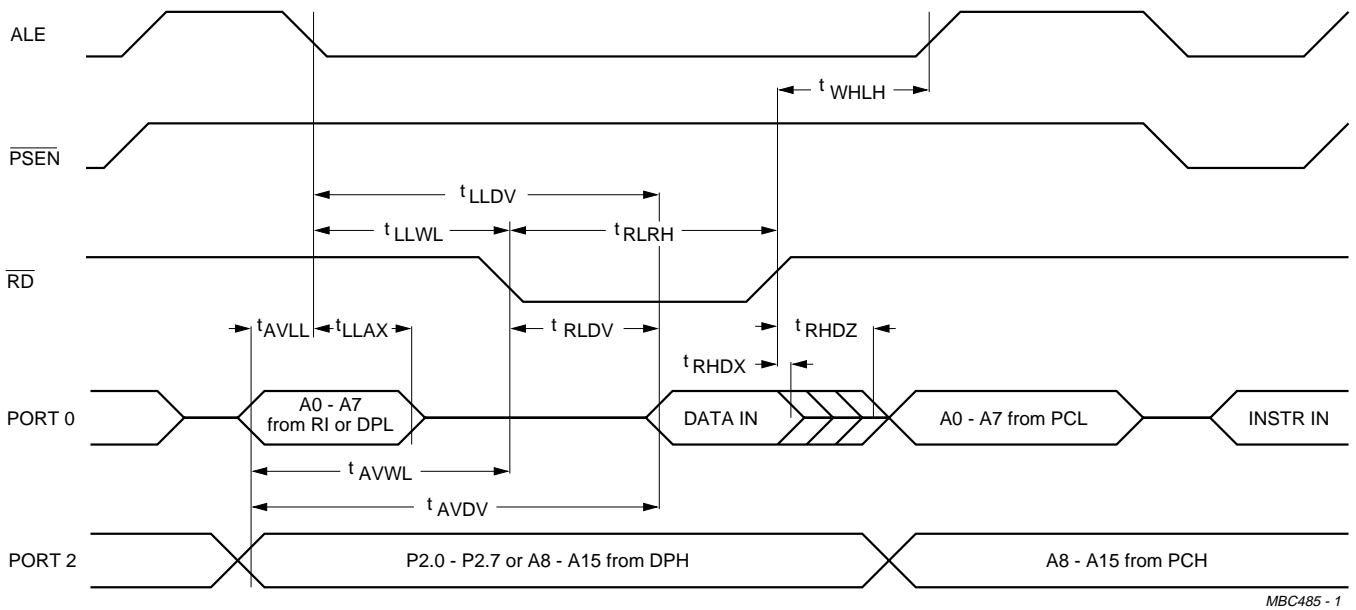 ALE
t WHLH
PSEN
t LLDV
t LLWL
t RLRH
RD
t AVLL
t LLAX
t RLDV
t RHDZ
t RHDX
PORT 0
A0 - A7
from RI or DPL
DATA IN
A0 - A7 from PCL
INSTR IN
t AVWL
t AVDV
PORT 2
P2.0 - P2.7 or A8 - A15 from DPH
A8 - A15 from PCH
MBC485 - 1